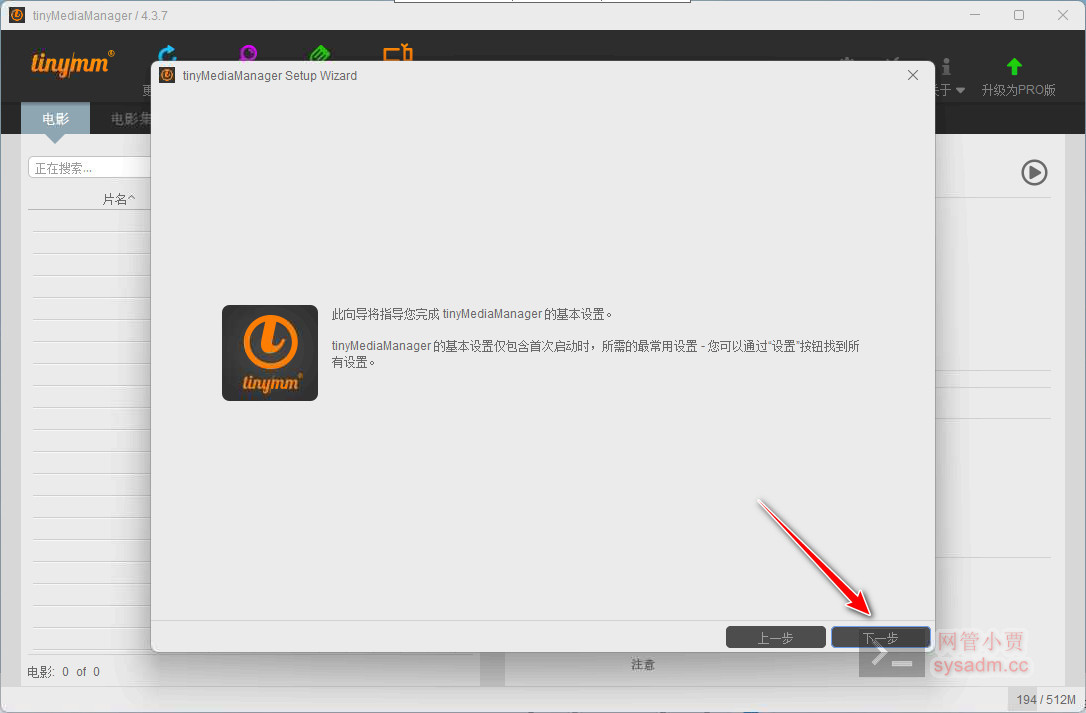 tinyMediaManager / 4.3.7
tinymm®
更
关于
升级为PRO版
tinyMediaManager Setup Wizard
电影
电影集
正在搜索...
片名^
此向导将指导您完成 tinyMediaManager 的基本设置。
tinyMediaManager 的基本设置仅包含首次启动时，所需的最常用设置 - 您可以通过“设置”按钮找到所
有设置。
tinymm®
上一步
下一步
网管小贾
sysadm.cc
注意
电影: 0 of 0
194 / 512M